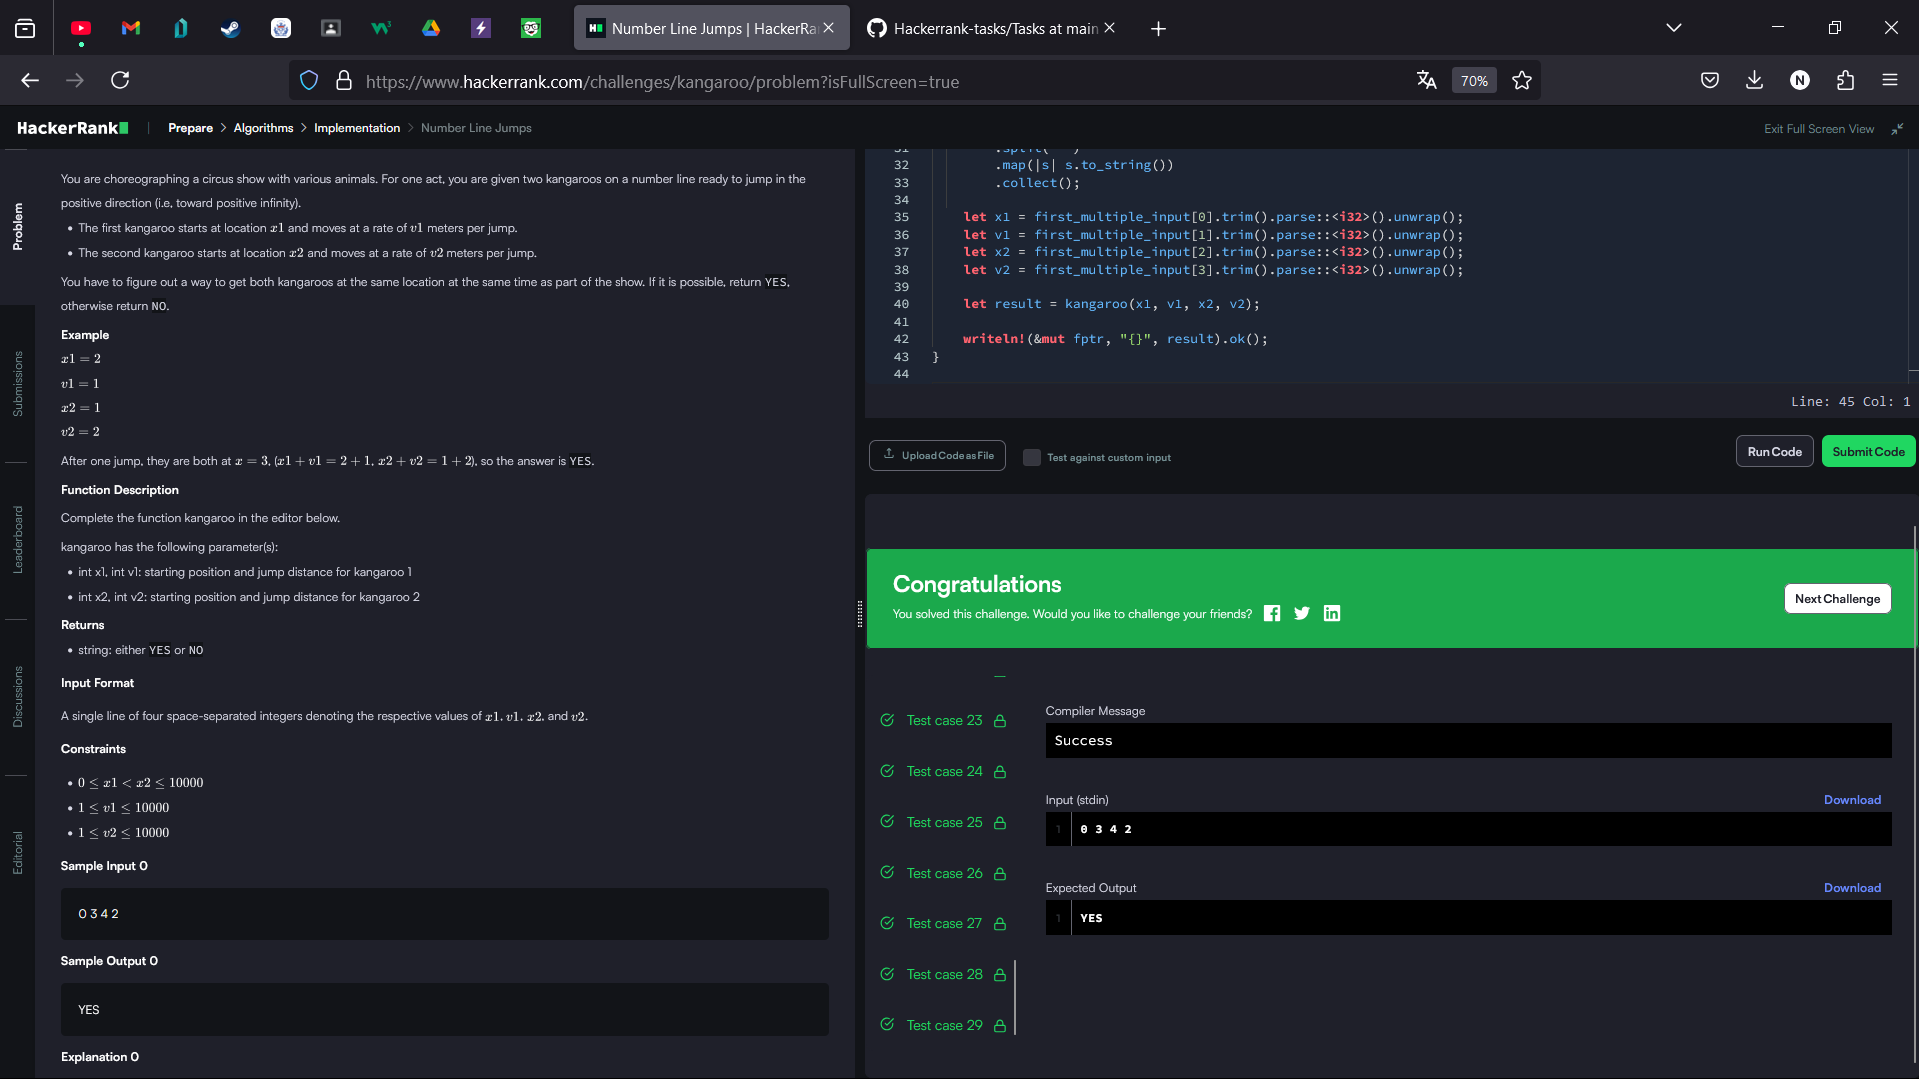 Number Line Jumps | HackerRa
Hackerrank-tasks/Tasks at main
https://www.hackerrank.com/challenges/kangaroo/problem?isFullScreen=true
70%
N
HackerRank
Prepare > Algorithms > Implementation > Number Line Jumps
Exit Full Screen View
Problem
Submissions
Leaderboard
Discussions
Editorial
You are choreographing a circus show with various animals. For one act, you are given two kangaroos on a number line ready to jump in the
positive direction (i.e, toward positive infinity).
• The first kangaroo starts at location x1 and moves at a rate of v1 meters per jump.
• The second kangaroo starts at location x2 and moves at a rate of v2 meters per jump.
You have to figure out a way to get both kangaroos at the same location at the same time as part of the show. If it is possible, return YES,
otherwise return NO.
Example
x1 = 2
v1 = 1
x2 = 1
v2 = 2
After one jump, they are both at x = 3, (x1 + v1 = 2 + 1, x2 + v2 = 1 + 2), so the answer is YES.
Function Description
Complete the function kangaroo in the editor below.
kangaroo has the following parameter(s):
• int x1, int v1: starting position and jump distance for kangaroo 1
• int x2, int v2: starting position and jump distance for kangaroo 2
Returns
• string: either YES or NO
Input Format
A single line of four space-separated integers denoting the respective values of x1, v1, x2, and v2.
Constraints
• 0 ≤ x1 < x2 ≤ 10000
• 1 ≤ v1 ≤ 10000
• 1 ≤ v2 ≤ 10000
Sample Input 0
0 3 4 2
Sample Output 0
YES
Explanation 0
32 .map(|s| s.to_string())
33 .collect();
34
35 let x1 = first_multiple_input[0].trim().parse::<i32>().unwrap();
36 let v1 = first_multiple_input[1].trim().parse::<i32>().unwrap();
37 let x2 = first_multiple_input[2].trim().parse::<i32>().unwrap();
38 let v2 = first_multiple_input[3].trim().parse::<i32>().unwrap();
39
40 let result = kangaroo(x1, v1, x2, v2);
41
42 writeln!(&mut fptr, "{}", result).ok();
43 }
44
Line: 45 Col: 1
Upload Code as File
Test against custom input
Run Code
Submit Code
Congratulations
You solved this challenge. Would you like to challenge your friends?
Next Challenge
Test case 23
Test case 24
Test case 25
Test case 26
Test case 27
Test case 28
Test case 29
Compiler Message
Success
Input (stdin)
Download
1 0 3 4 2
Expected Output
Download
1 YES